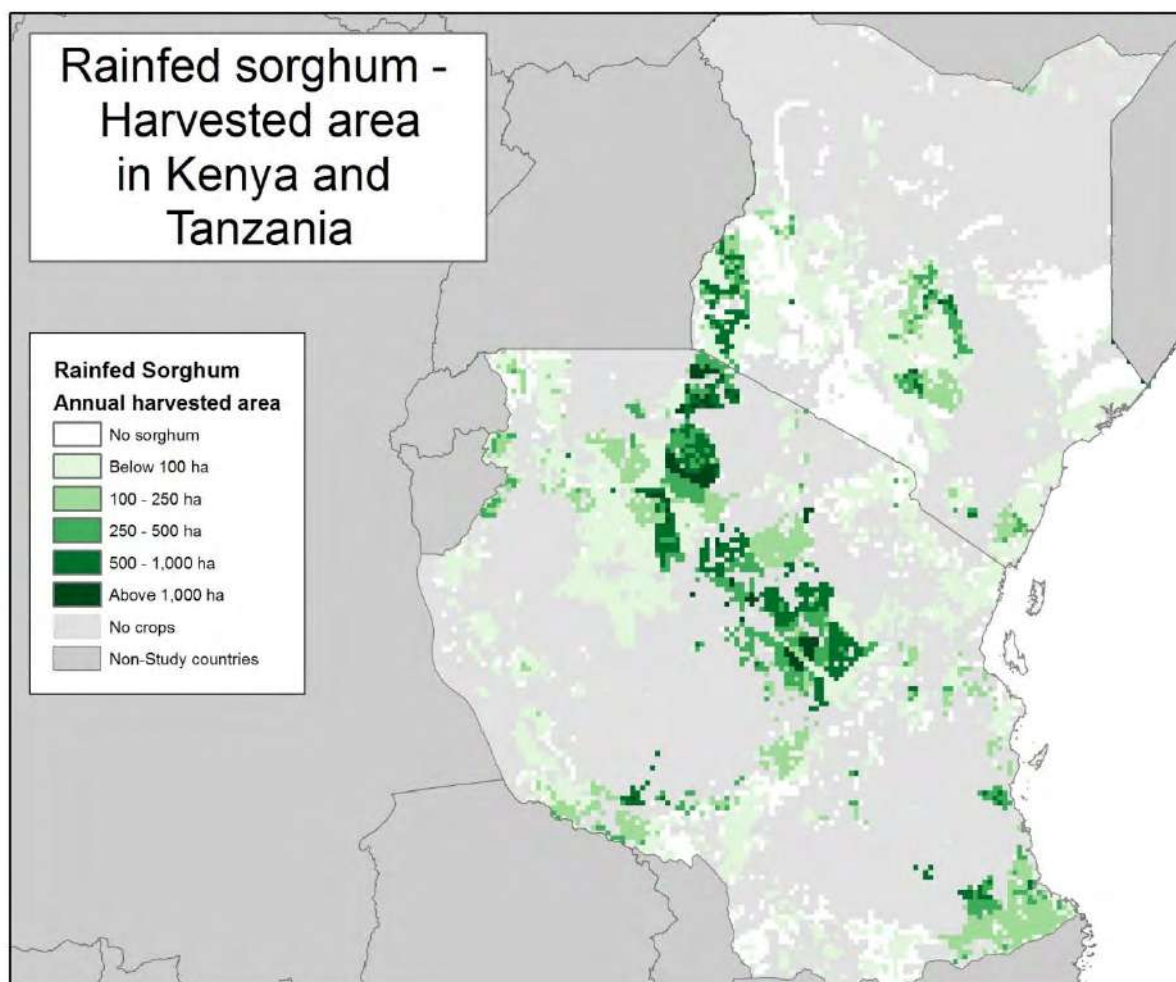 Rainfed sorghum -
Harvested area
in Kenya and
Tanzania
Rainfed Sorghum
Annual harvested area
No sorghum
Below 100 ha
100 - 250 ha
250 - 500 ha
500 - 1,000 ha
Above 1,000 ha
No crops
Non-Study countries